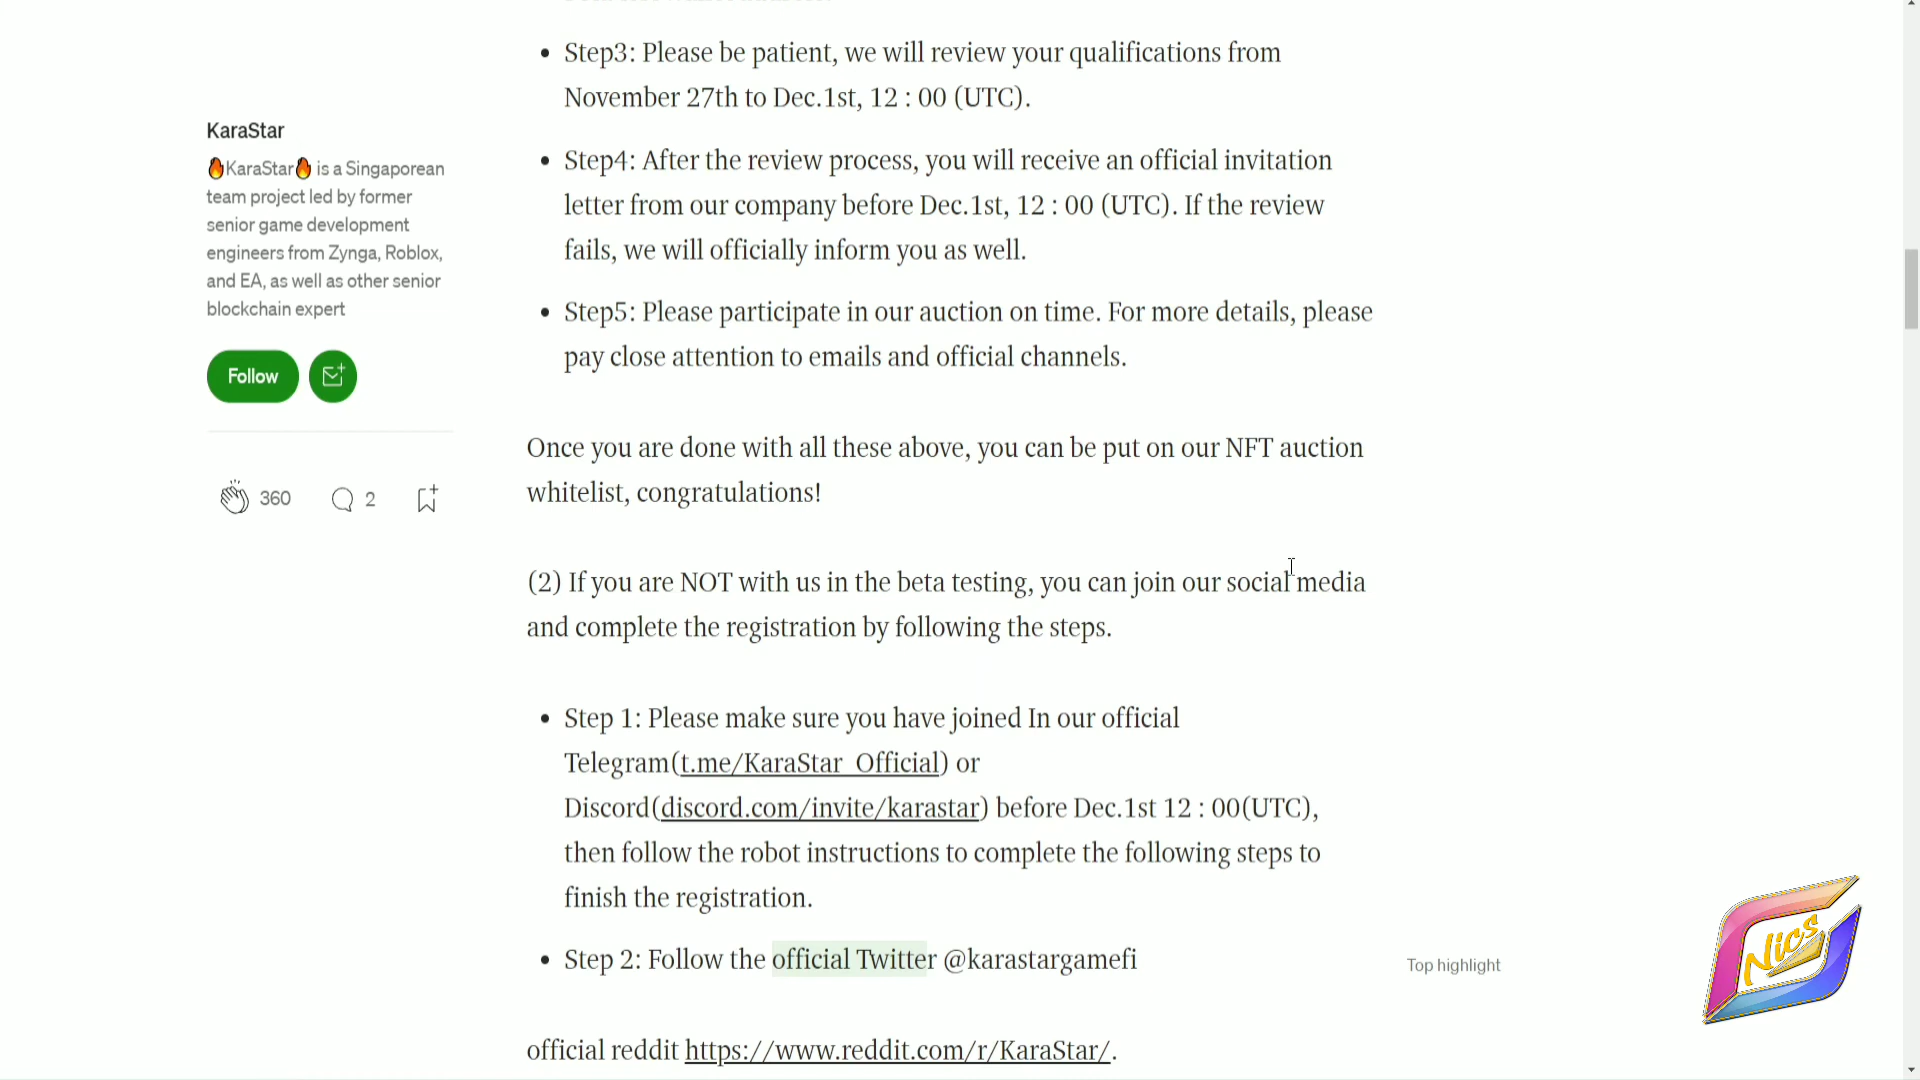 Step3: Please be patient, we will review your qualifications from
November 27th to Dec.1st, 12 : 00 (UTC).
KaraStar
🔥KaraStar🔥 is a Singaporean
team project led by former
senior game development
engineers from Zynga, Roblox,
and EA, as well as other senior
blockchain expert
Follow
360
2
Step4: After the review process, you will receive an official invitation
letter from our company before Dec.1st, 12 : 00 (UTC). If the review
fails, we will officially inform you as well.
Step5: Please participate in our auction on time. For more details, please
pay close attention to emails and official channels.
Once you are done with all these above, you can be put on our NFT auction
whitelist, congratulations!
(2) If you are NOT with us in the beta testing, you can join our social media
and complete the registration by following the steps.
Step 1: Please make sure you have joined In our official
Telegram(t.me/KaraStar_Official) or
Discord(discord.com/invite/karastar) before Dec.1st 12 : 00(UTC),
then follow the robot instructions to complete the following steps to
finish the registration.
Step 2: Follow the official Twitter @karastargamefi
Top highlight
official reddit https://www.reddit.com/r/KaraStar/.
Nics